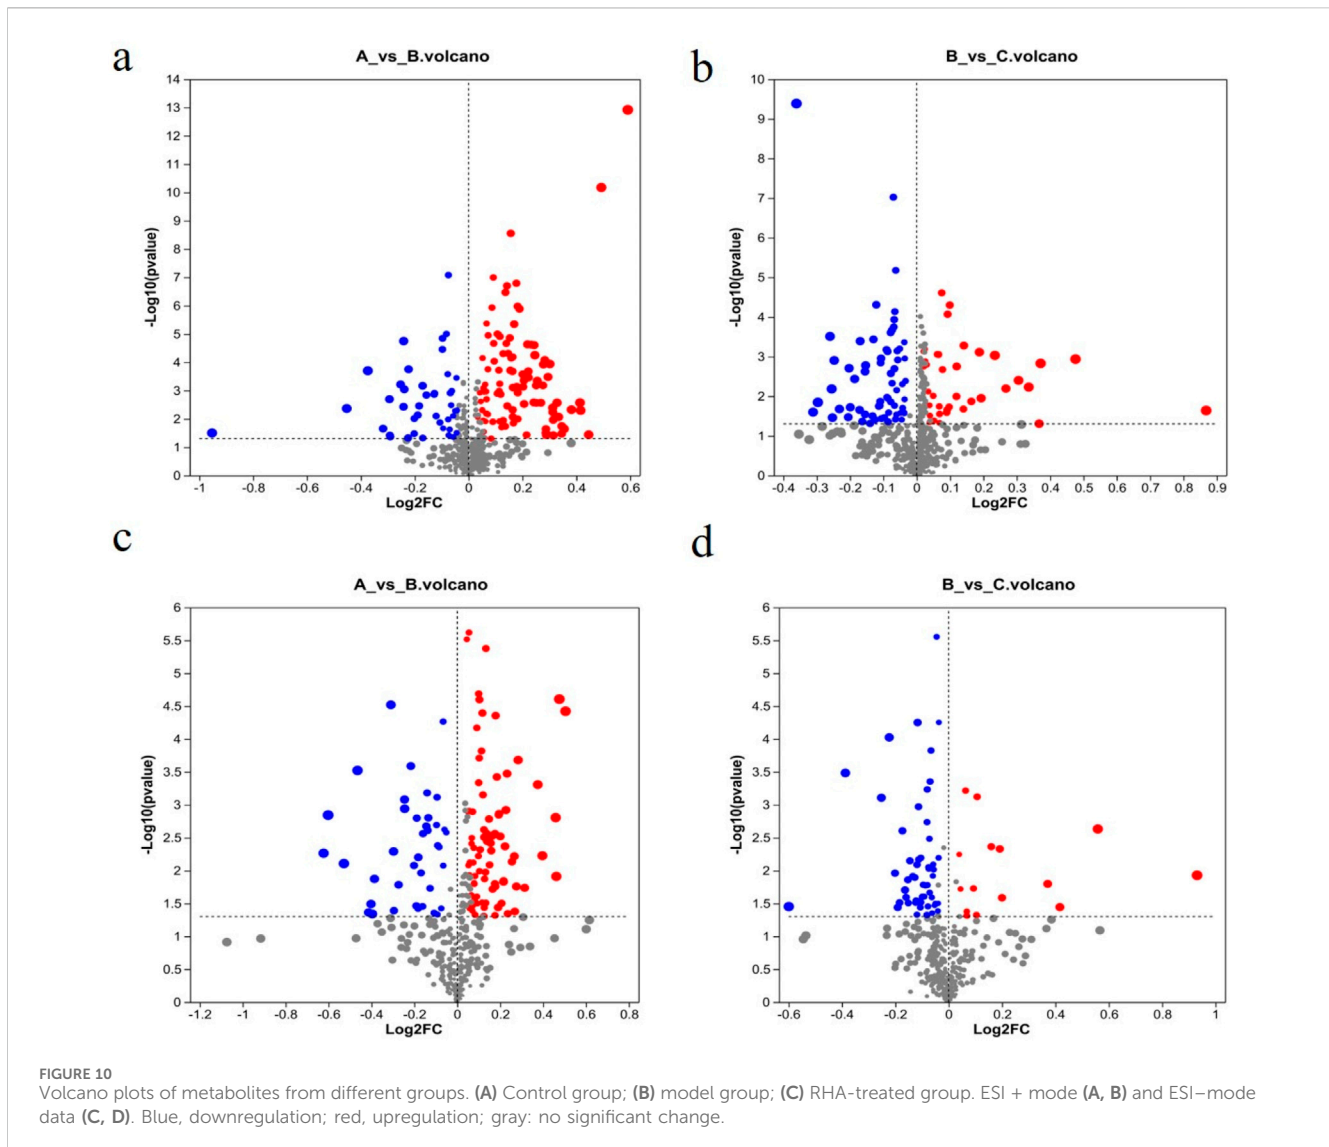 a
A_vs_B.volcano
-Log10(pvalue)
14
13
12
11
10
9
8
7
6
5
4
3
2
1
0
-1 -0.8 -0.6 -0.4 -0.2 0 0.2 0.4 0.6
Log2FC
b
B_vs_C.volcano
-Log10(pvalue)
10
9
8
7
6
5
4
3
2
1
0
-0.4 -0.3 -0.2 -0.1 0 0.1 0.2 0.3 0.4 0.5 0.6 0.7 0.8 0.9
Log2FC
c
A_vs_B.volcano
-Log10(pvalue)
6
5.5
5
4.5
4
3.5
3
2.5
2
1.5
1
0.5
0
-1.2 -1 -0.8 -0.6 -0.4 -0.2 0 0.2 0.4 0.6 0.8
Log2FC
d
B_vs_C.volcano
-Log10(pvalue)
6
5.5
5
4.5
4
3.5
3
2.5
2
1.5
1
0.5
0
-0.6 -0.4 -0.2 0 0.2 0.4 0.6 0.8 1
Log2FC
FIGURE 10
Volcano plots of metabolites from different groups. (A) Control group; (B) model group; (C) RHA-treated group. ESI + mode (A, B) and ESI–mode
data (C, D). Blue, downregulation; red, upregulation; gray: no significant change.